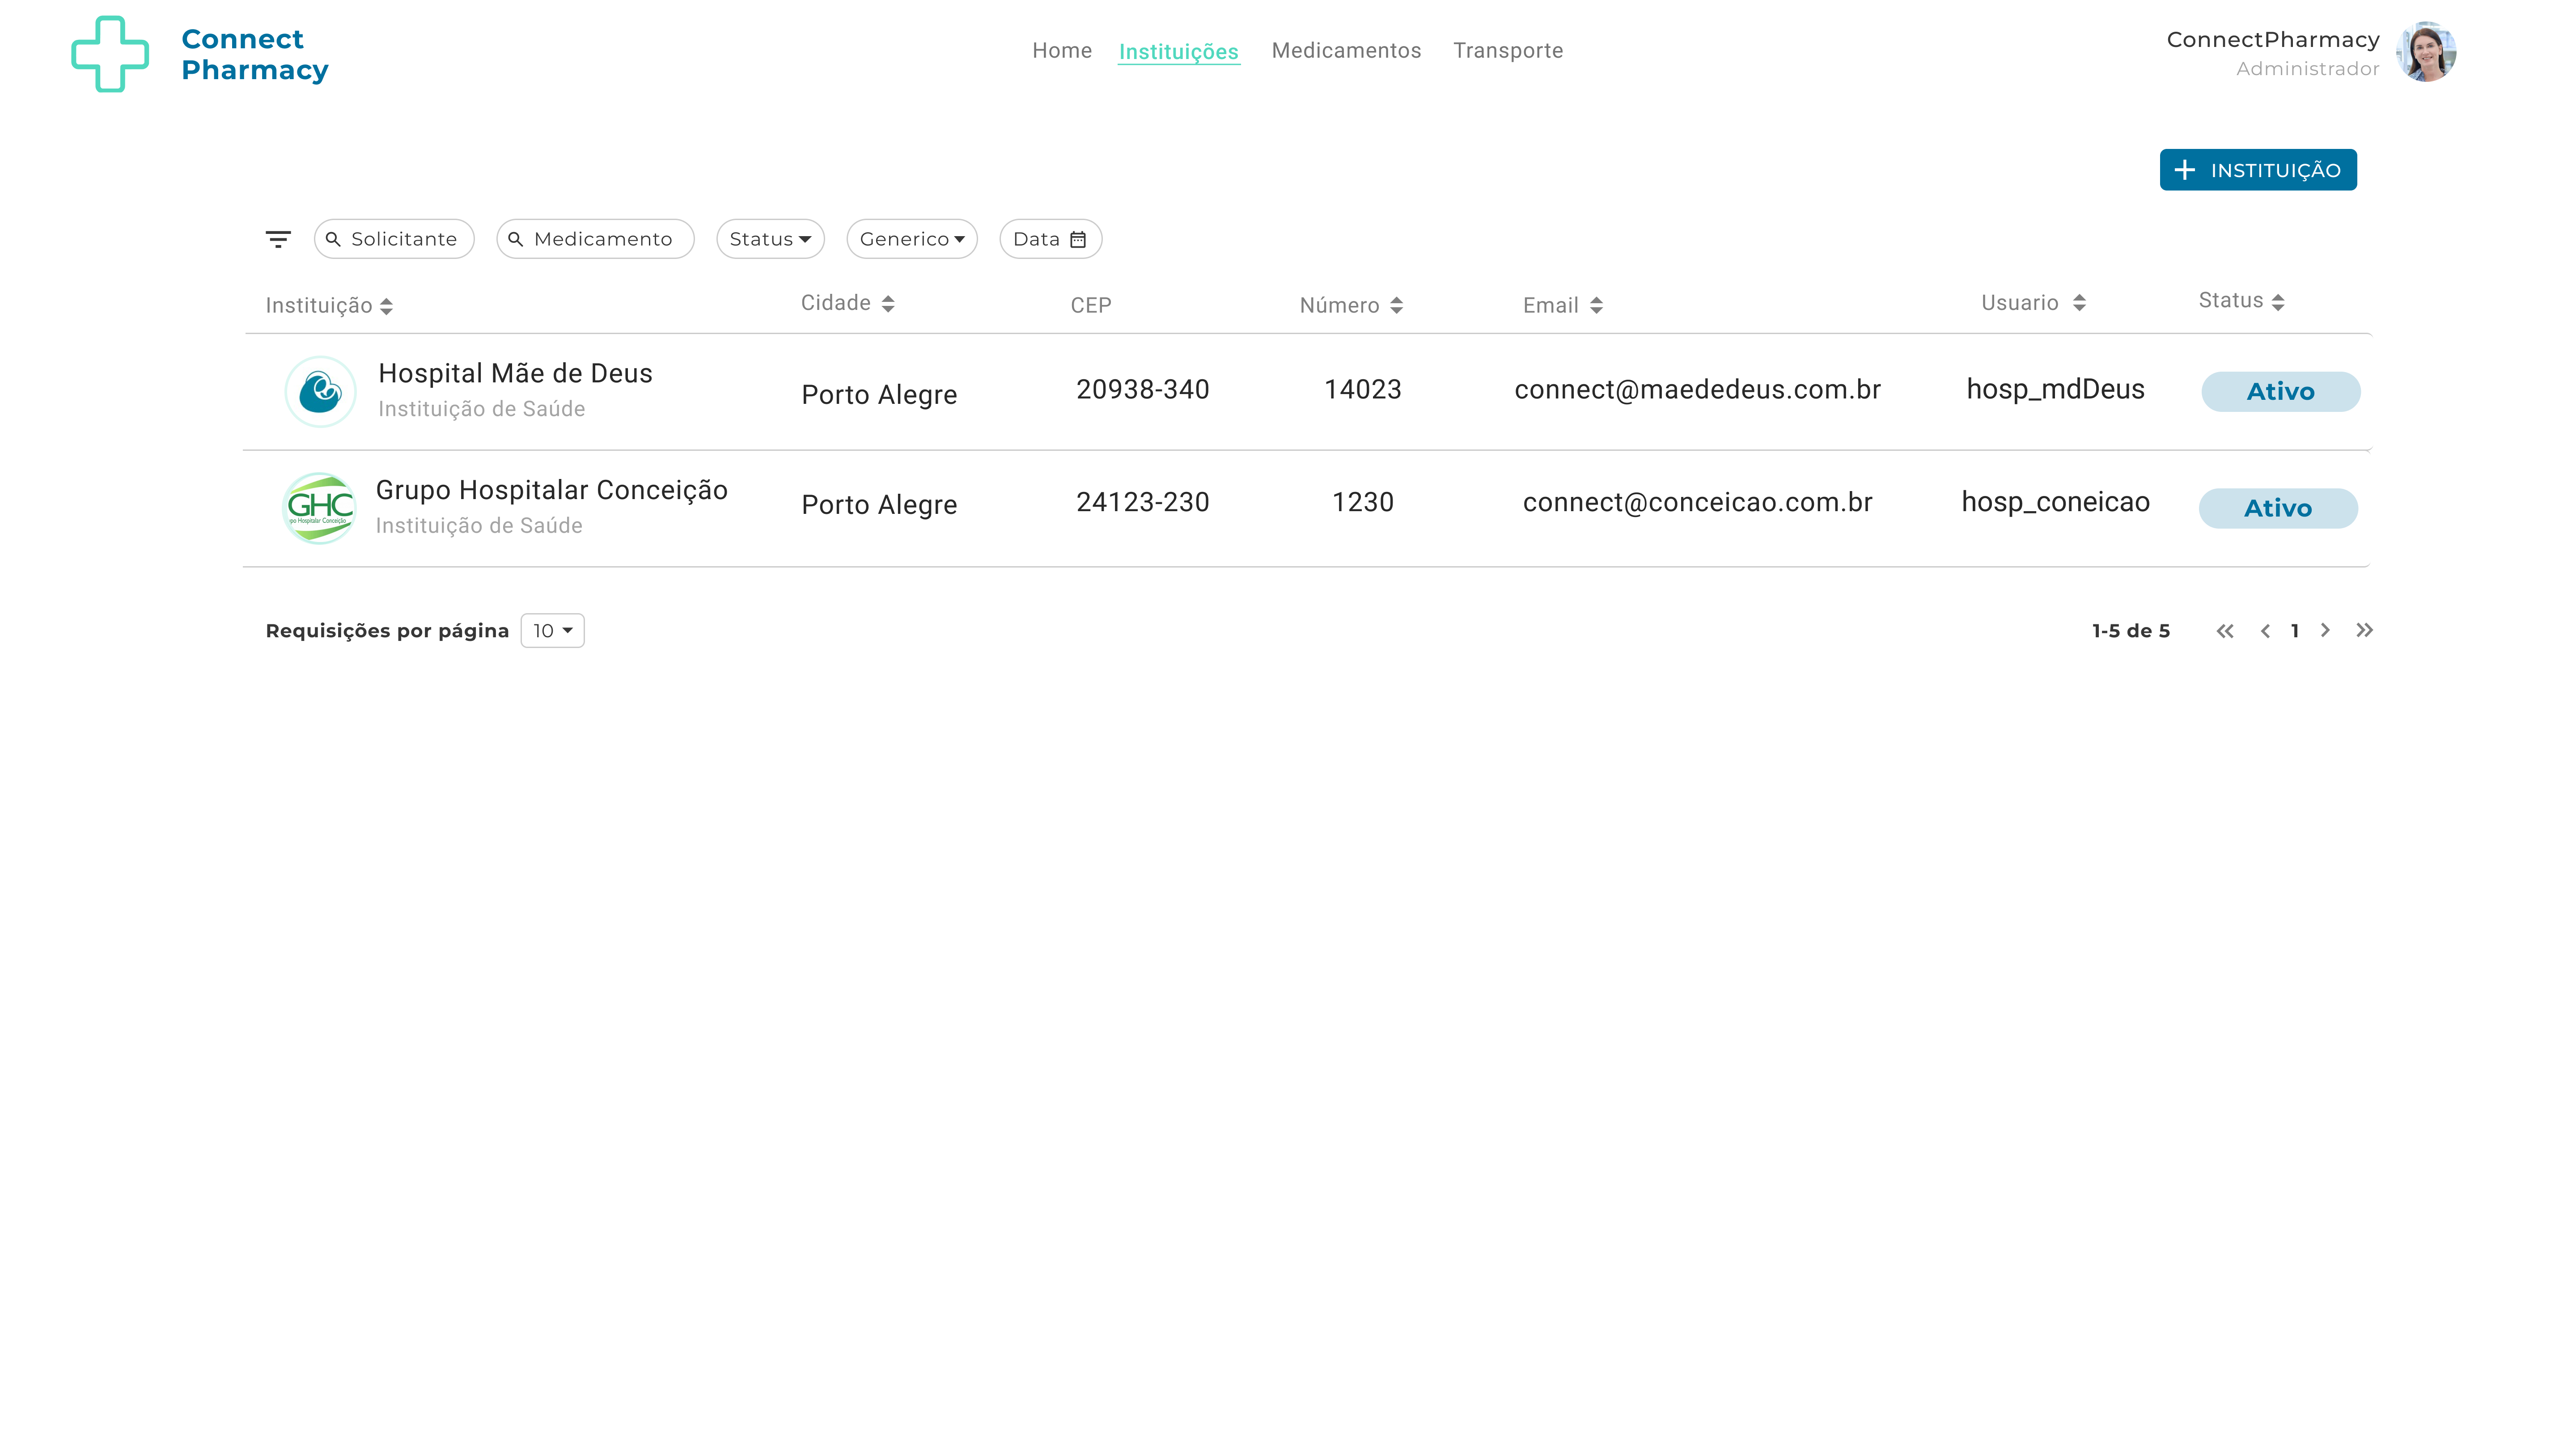 Connect
Pharmacy
Home Instituições Medicamentos Transporte
ConnectPharmacy
Administrador
INSTITUIÇÃO
Solicitante Medicamento Status Generico Data
Instituição Cidade CEP Número Email Usuario Status
Hospital Mãe de Deus
Instituição de Saúde
Porto Alegre 20938-340 14023 connect@maededeus.com.br hosp_mdDeus Ativo
GHC
po Hospitalar Conceição
Grupo Hospitalar Conceição
Instituição de Saúde
Porto Alegre 24123-230 1230 connect@conceicao.com.br hosp_coneicao Ativo
Requisições por página 10
1-5 de 5 1